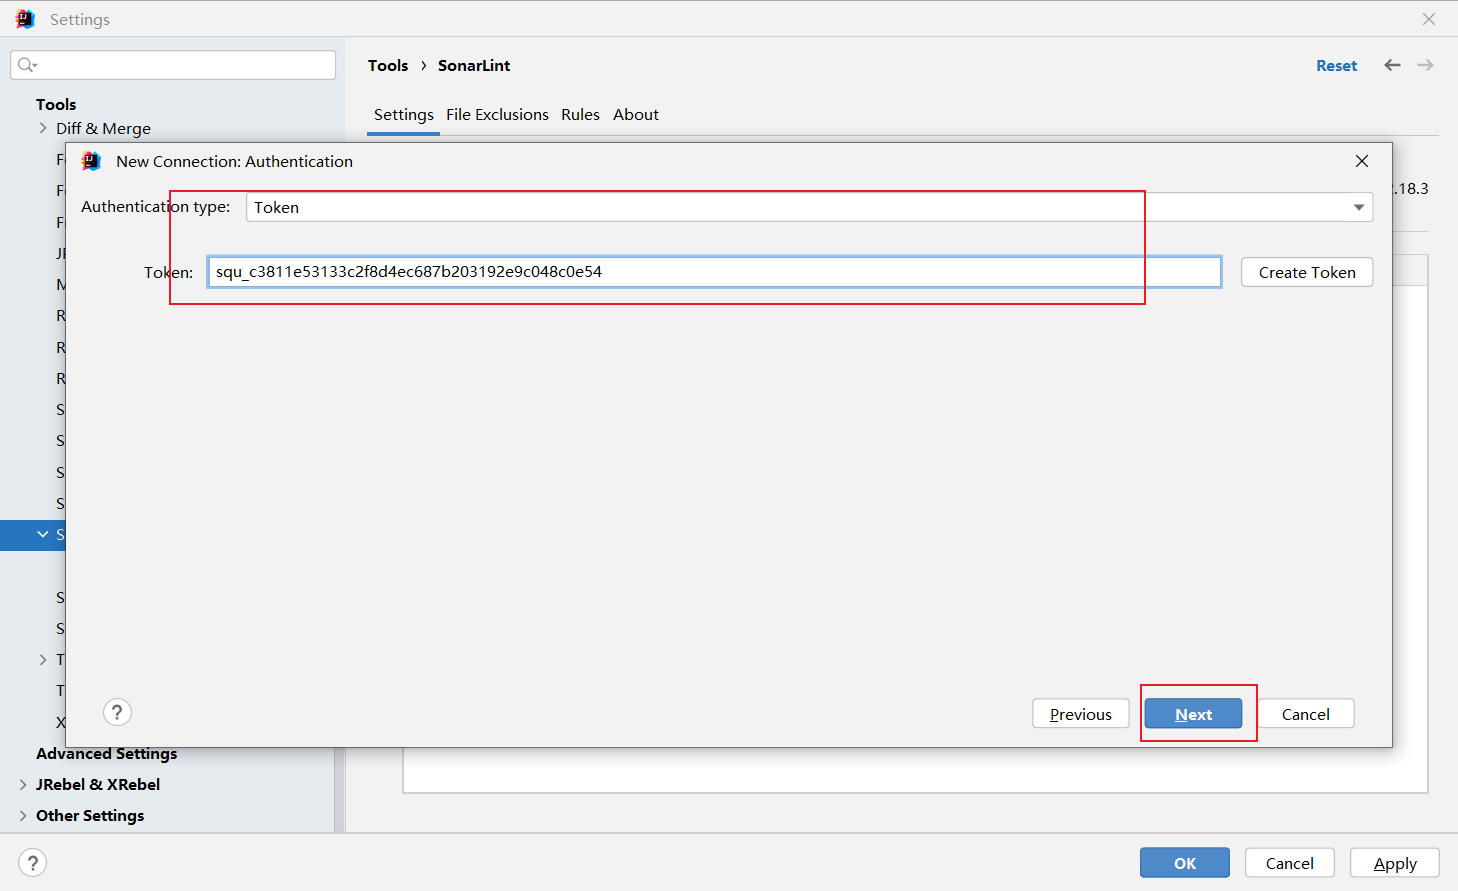 Settings
Tools › SonarLint
Reset
Tools
Settings File Exclusions Rules About
Diff & Merge
New Connection: Authentication
Authentication type: Token
.18.3
Token: squ_c3811e53133c2f8d4ec687b203192e9c048c0e54 Create Token
? Previous Next Cancel
Advanced Settings
JRebel & XRebel
Other Settings
? OK Cancel Apply